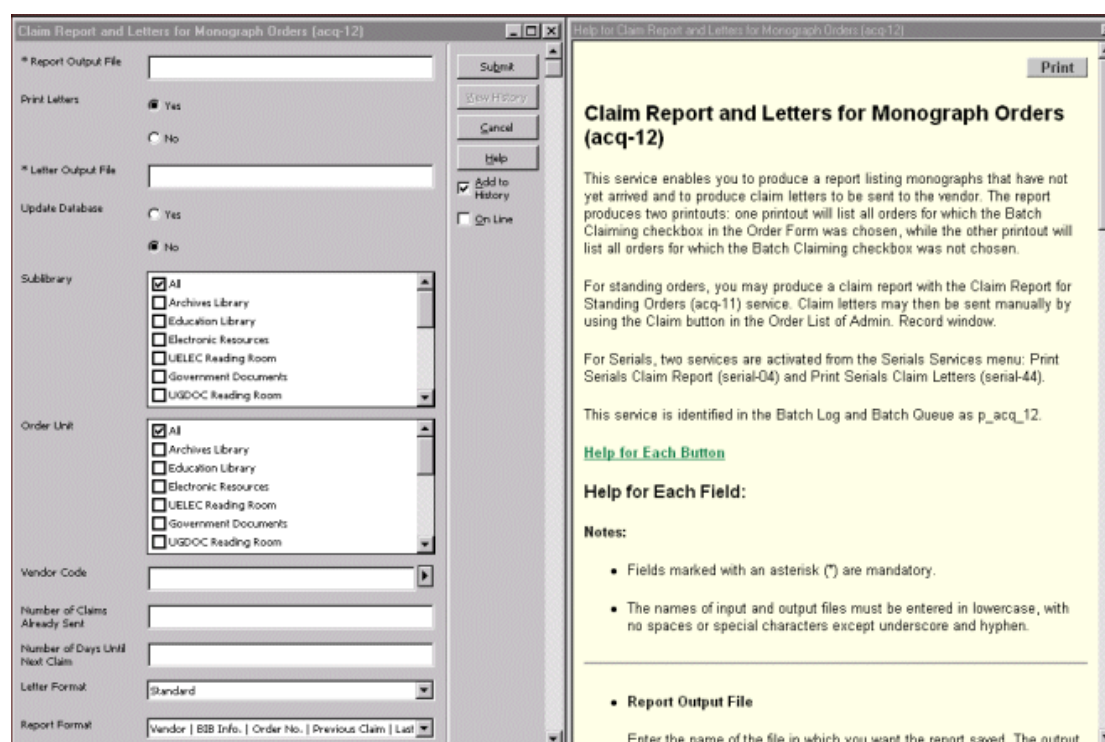 Claim Report and Letters for Monograph Orders (acq-12)
* Report Output File
Print Letters
Yes
No
* Letter Output File
Update Database
Yes
No
Sublibrary
All
Archives Library
Education Library
Electronic Resources
UELEC Reading Room
Government Documents
UGDOC Reading Room
Order Unit
All
Archives Library
Education Library
Electronic Resources
UELEC Reading Room
Government Documents
UGDOC Reading Room
Vendor Code
Number of Claims
Already Sent
Number of Days Until
Next Claim
Letter Format
Standard
Report Format
Vendor | BIB Info. | Order No. | Previous Claim | Last
Submit
View History
Cancel
Help
Add to
History
On Line
Help for Claim Report and Letters for Monograph Orders (acq-12)
Print
Claim Report and Letters for Monograph Orders
(acq-12)
This service enables you to produce a report listing monographs that have not
yet arrived and to produce claim letters to be sent to the vendor. The report
produces two printouts: one printout will list all orders for which the Batch
Claiming checkbox in the Order Form was chosen, while the other printout will
list all orders for which the Batch Claiming checkbox was not chosen.
For standing orders, you may produce a claim report with the Claim Report for
Standing Orders (acq-11) service. Claim letters may then be sent manually by
using the Claim button in the Order List of Admin. Record window.
For Serials, two services are activated from the Serials Services menu: Print
Serials Claim Report (serial-04) and Print Serials Claim Letters (serial-44).
This service is identified in the Batch Log and Batch Queue as p_acq_12.
Help for Each Button
Help for Each Field:
Notes:
• Fields marked with an asterisk (*) are mandatory.
• The names of input and output files must be entered in lowercase, with
no spaces or special characters except underscore and hyphen.
• Report Output File
Enter the name of the file in which you want the report saved. The output